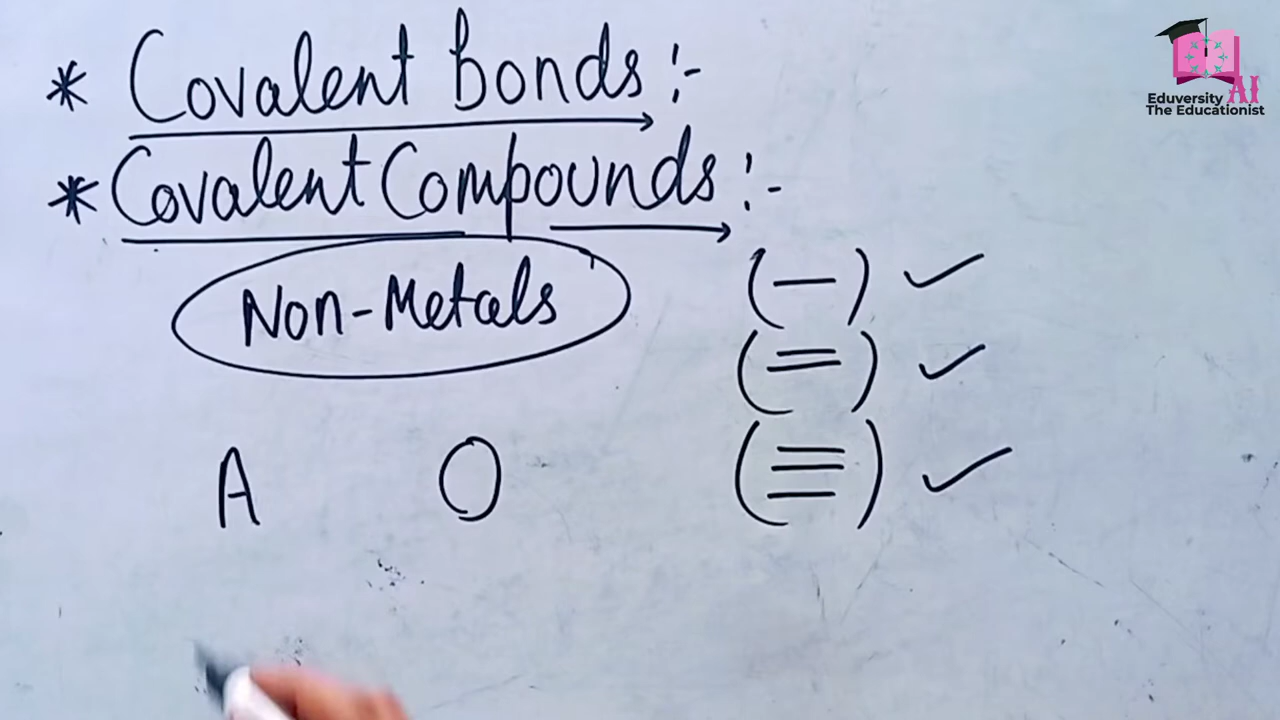 * Covalent bonds :-
* Covalent Compounds :-
Non-Metals
(—) ✓
(=) ✓
(≡) ✓
A O
Eduversity AI
The Educationist